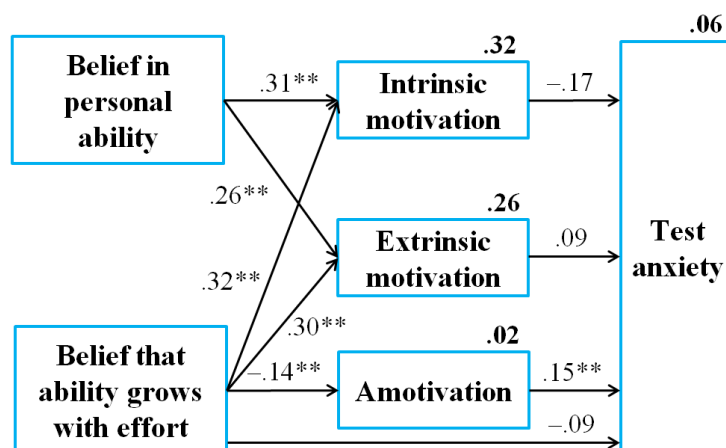 .06
.32
Belief in
personal
ability
.31**
Intrinsic
motivation
–.17
.26**
.26
Extrinsic
motivation
.09
Test
anxiety
.32**
.30**
.02
Belief that
ability grows
with effort
–.14**
Amotivation
.15**
–.09